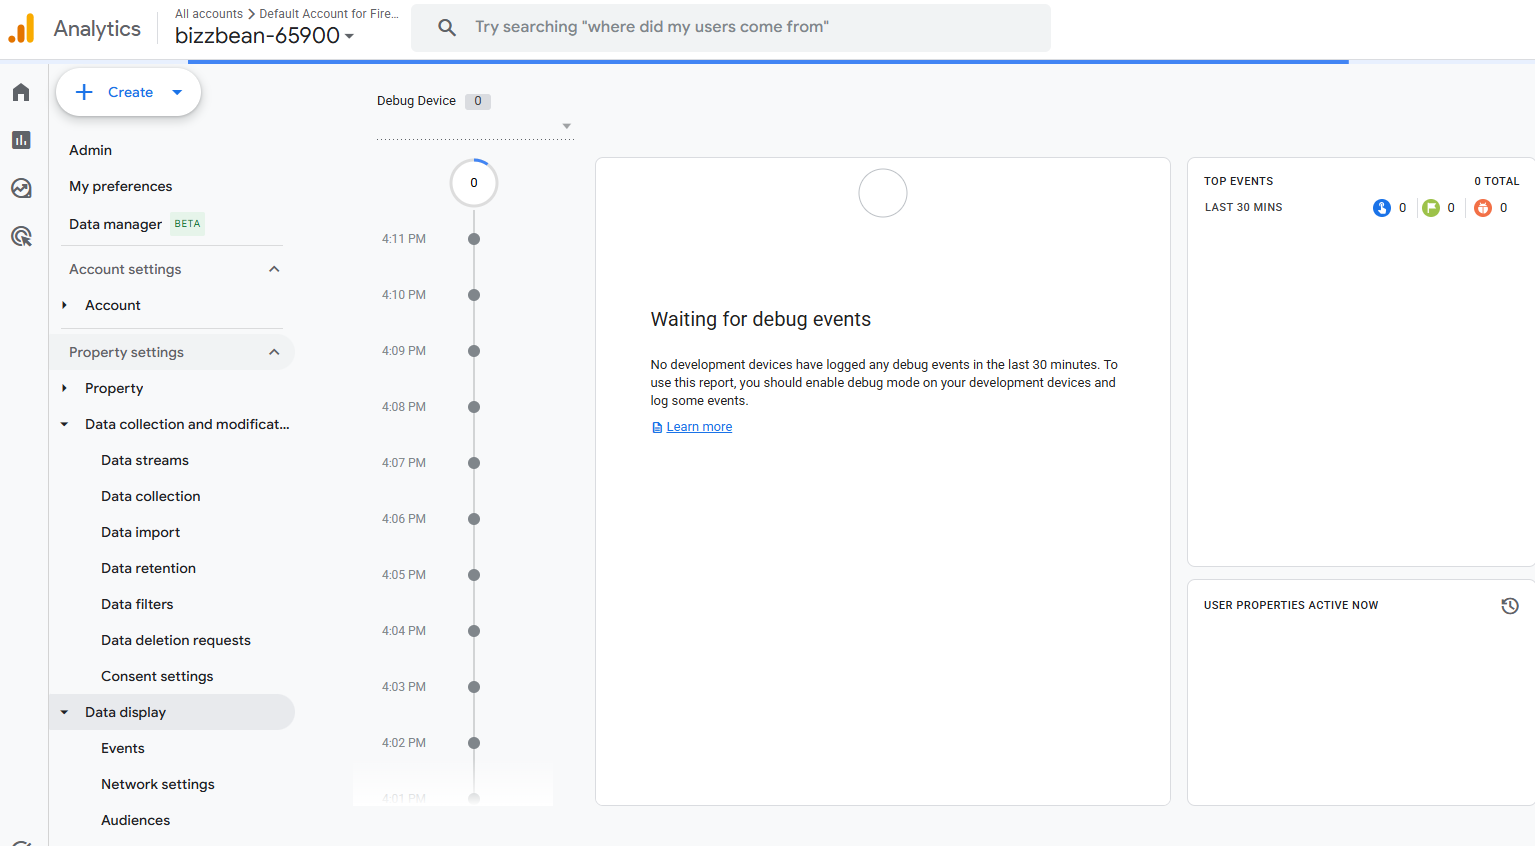 Analytics
All accounts > Default Account for Fire...
bizzbean-65900
Try searching "where did my users come from"
Create
Admin
My preferences
Data manager BETA
Account settings
Account
Property settings
Property
Data collection and modificat...
Data streams
Data collection
Data import
Data retention
Data filters
Data deletion requests
Consent settings
Data display
Events
Network settings
Audiences
Debug Device 0
0
4:11 PM
4:10 PM
4:09 PM
4:08 PM
4:07 PM
4:06 PM
4:05 PM
4:04 PM
4:03 PM
4:02 PM
4:01 PM
Waiting for debug events
No development devices have logged any debug events in the last 30 minutes. To
use this report, you should enable debug mode on your development devices and
log some events.
Learn more
TOP EVENTS 0 TOTAL
LAST 30 MINS 0 0 0
USER PROPERTIES ACTIVE NOW